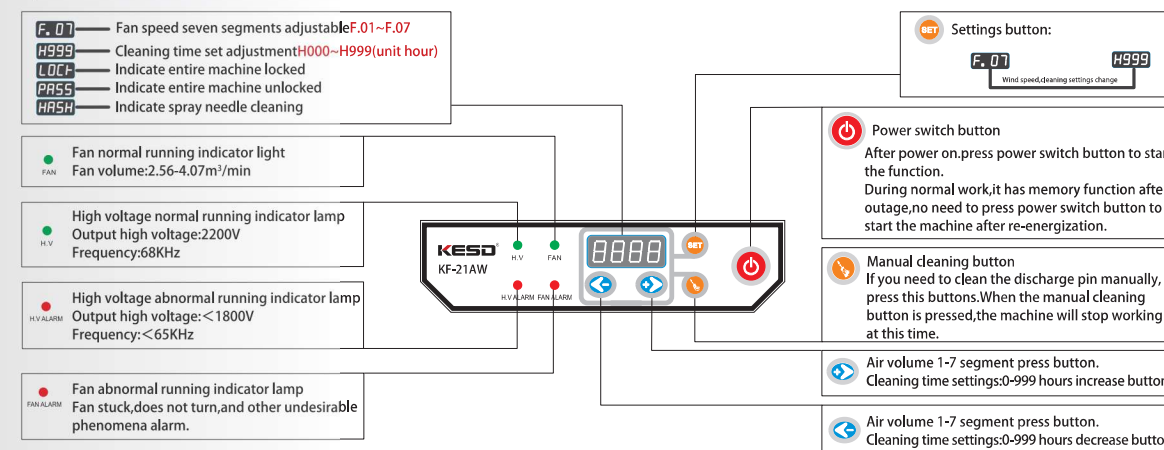 F.07 Fan speed seven segments adjustableF.01~F.07
H999 Cleaning time set adjustmentH000~H999(unit hour)
LOCK Indicate entire machine locked
PASS Indicate entire machine unlocked
HASH Indicate spray needle cleaning
Fan normal running indicator light
FAN Fan volume:2.56-4.07m³/min
High voltage normal running indicator lamp
H.V Output high voltage:2200V
Frequency:68KHz
High voltage abnormal running indicator lamp
H.V ALARM Output high voltage:<1800V
Frequency:<65KHz
Fan abnormal running indicator lamp
FAN ALARM Fan stuck,does not turn,and other undesirable
phenomena alarm.
KESD®
KF-21AW
H.V FAN
8888
SET
H.V ALARM FAN ALARM
SET Settings button:
F.07 H999
Wind speed,cleaning settings change
Power switch button
After power on.press power switch button to star
the function.
During normal work,it has memory function afte
outage,no need to press power switch button to
start the machine after re-energization.
Manual cleaning button
If you need to clean the discharge pin manually,
press this buttons.When the manual cleaning
button is pressed,the machine will stop working
at this time.
Air volume 1-7 segment press button.
Cleaning time settings:0-999 hours increase button
Air volume 1-7 segment press button.
Cleaning time settings:0-999 hours decrease butto